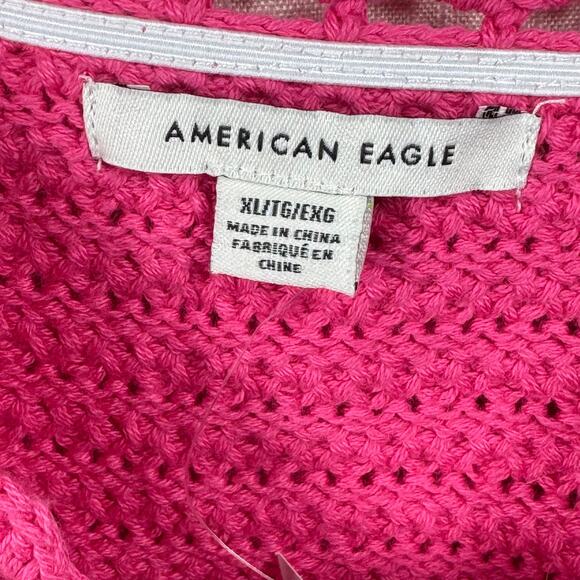 AMERICAN EAGLE
XL/TG/EXG
MADE IN CHINA
FABRIQUÉ EN
CHINE